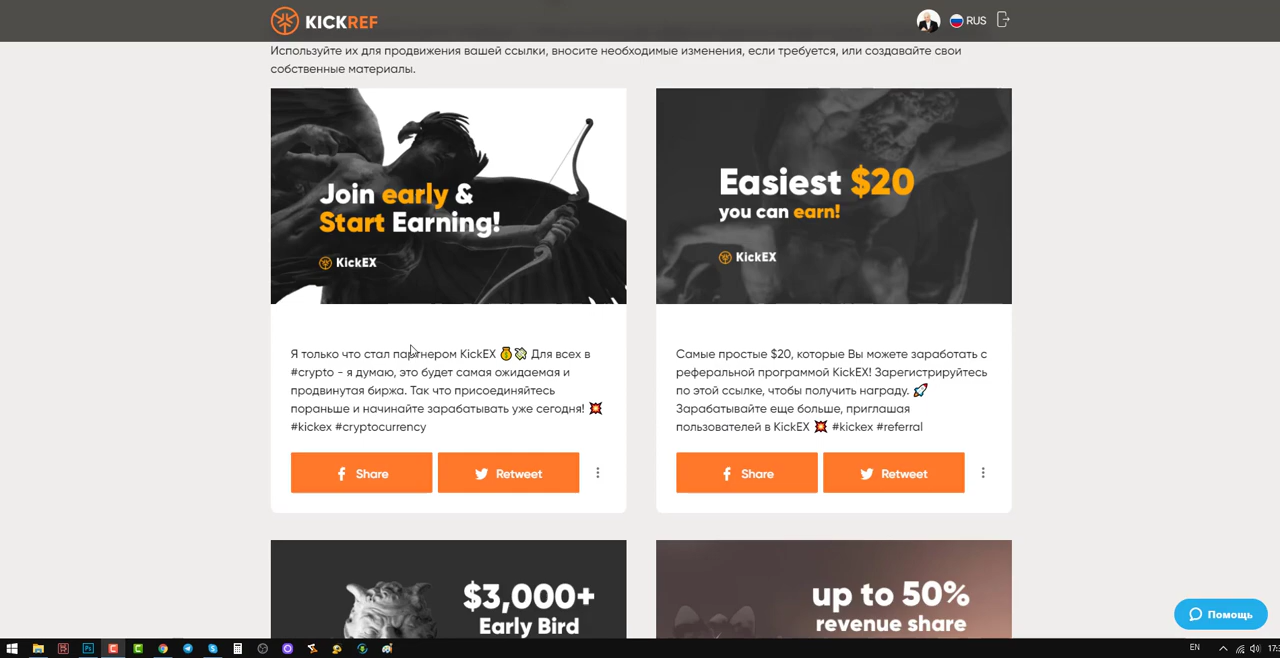 KICKREF
RUS
Используйте их для продвижения вашей ссылки, вносите необходимые изменения, если требуется, или создавайте свои
собственные материалы.
Join early &
Start Earning!
KickEX
Я только что стал партнером KickEX 💰💸 Для всех в
#crypto - я думаю, это будет самая ожидаемая и
продвинутая биржа. Так что присоединяйтесь
пораньше и начинайте зарабатывать уже сегодня! 💥
#kickex #cryptocurrency
Share
Retweet
Easiest $20
you can earn!
KickEX
Самые простые $20, которые Вы можете заработать с
реферальной программой KickEX! Зарегистрируйтесь
по этой ссылке, чтобы получить награду. 🚀
Зарабатывайте еще больше, приглашая
пользователей в KickEX 💥 #kickex #referral
Share
Retweet
$3,000+
Early Bird
up to 50%
revenue share
Помощь
EN